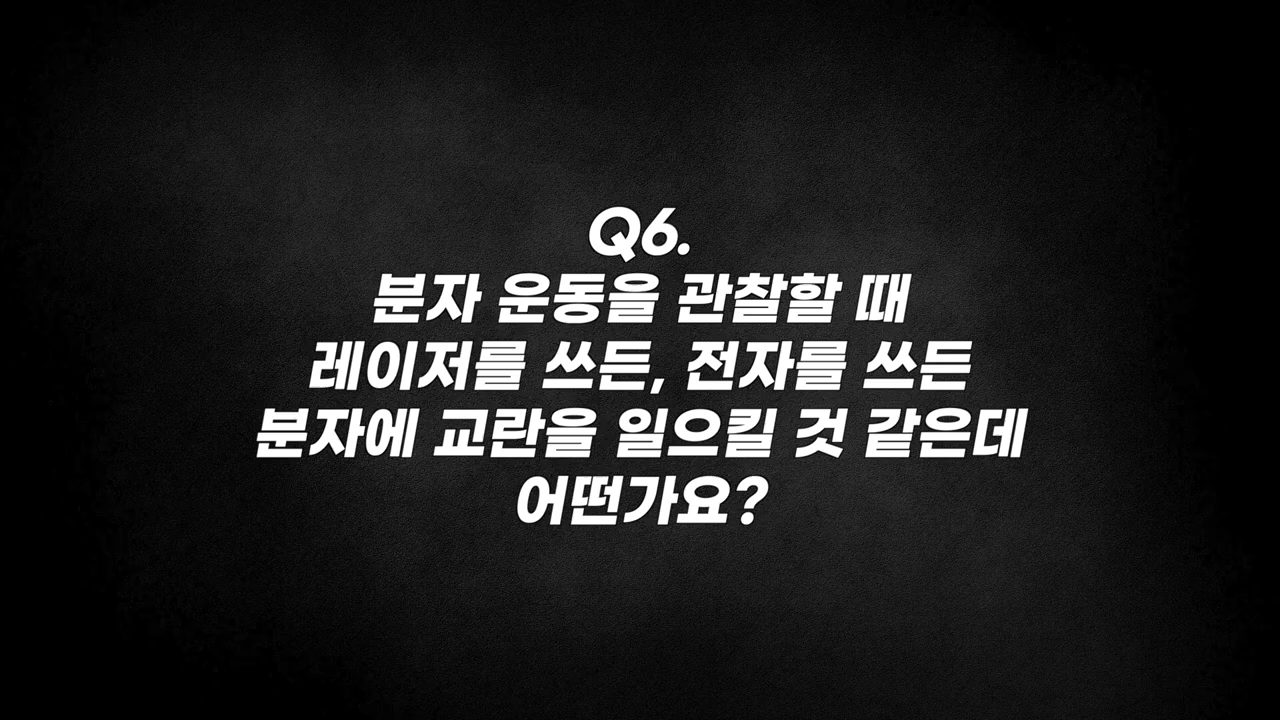 Q6.
분자 운동을 관찰할 때
레이저를 쓰든, 전자를 쓰든
분자에 교란을 일으킬 것 같은데
어떤가요?